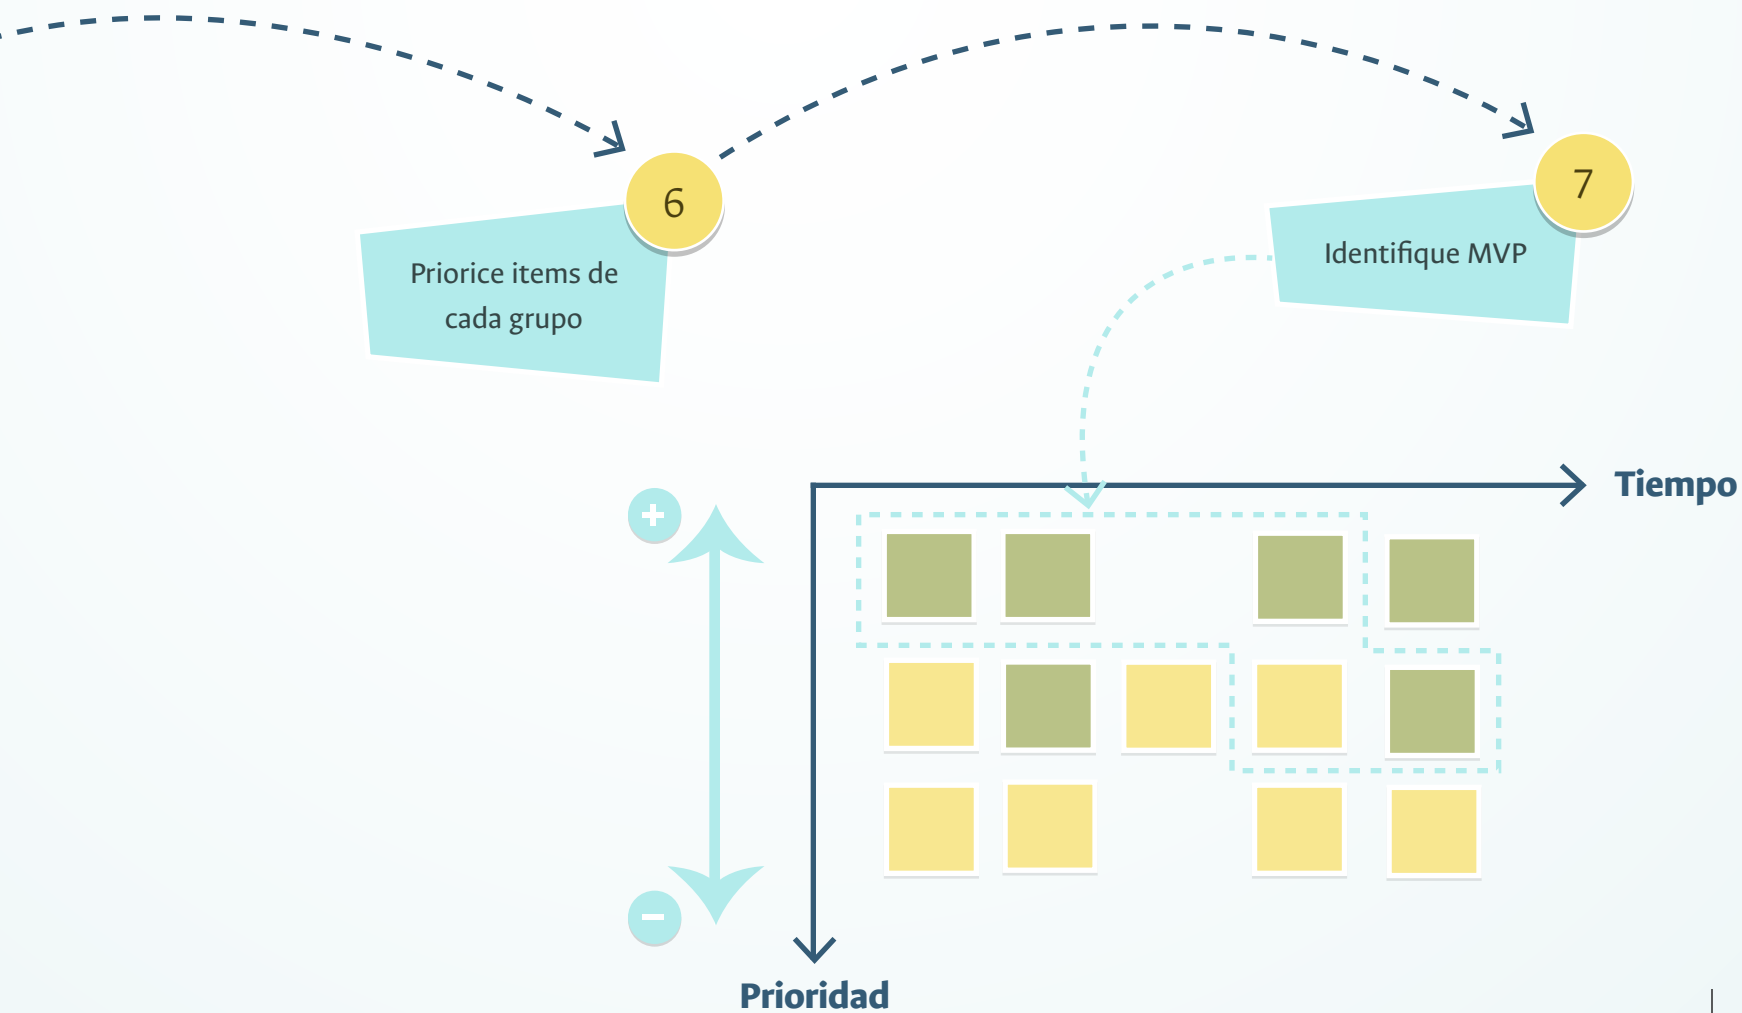 6
Priorice items de
cada grupo
7
Identifique MVP
Tiempo
+
−
Prioridad